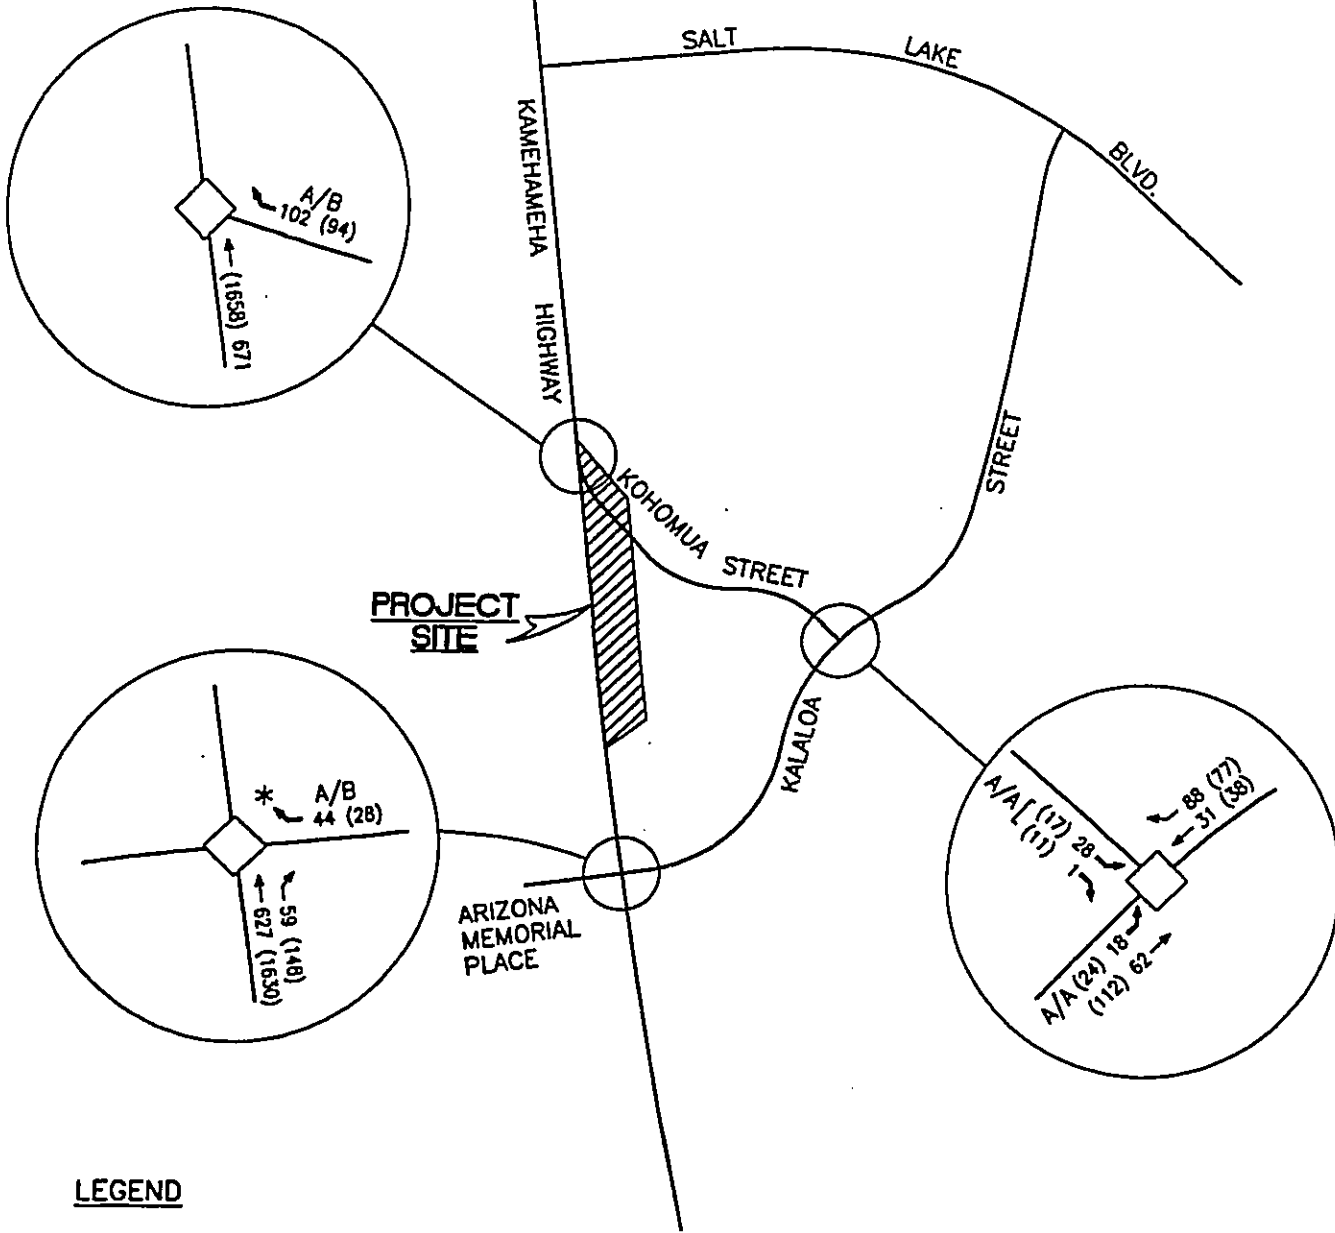 SALT LAKE BLVD.
KAMEHAMEHA HIGHWAY
A/B
102 (94)
(1658) 671
KOHOMUA STREET
STREET
PROJECT
SITE
KALALOA
A/B
* 44 (28)
59 (148)
627 (1630)
ARIZONA
MEMORIAL
PLACE
88 (77)
31 (38)
A/A [ (17) 28
(11) 1
A/A (24) 18
(112) 62
LEGEND